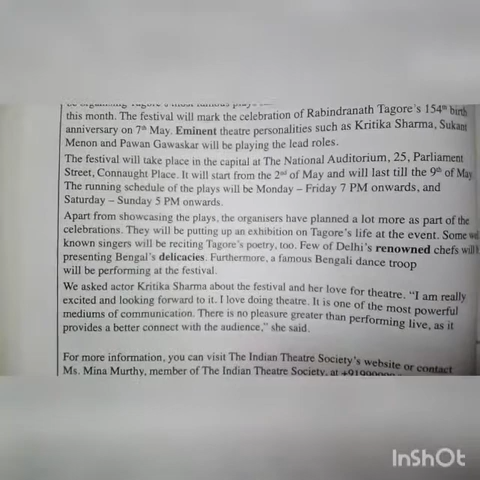 be organising Tagore's most famous plays
this month. The festival will mark the celebration of Rabindranath Tagore's 154th birth
anniversary on 7th May. Eminent theatre personalities such as Kritika Sharma, Sukant
Menon and Pawan Gawaskar will be playing the lead roles.
The festival will take place in the capital at The National Auditorium, 25, Parliament
Street, Connaught Place. It will start from the 2nd of May and will last till the 9th of May.
The running schedule of the plays will be Monday – Friday 7 PM onwards, and
Saturday – Sunday 5 PM onwards.
Apart from showcasing the plays, the organisers have planned a lot more as part of the
celebrations. They will be putting up an exhibition on Tagore's life at the event. Some
known singers will be reciting Tagore's poetry, too. Few of Delhi's renowned chefs will
presenting Bengal's delicacies. Furthermore, a famous Bengali dance troop
will be performing at the festival.
We asked actor Kritika Sharma about the festival and her love for theatre. "I am really
excited and looking forward to it. I love doing theatre. It is one of the most powerful
mediums of communication. There is no pleasure greater than performing live, as it
provides a better connect with the audience," she said.
For more information, you can visit The Indian Theatre Society's website or contact
Ms. Mina Murthy, member of The Indian Theatre Society, at
InShOt